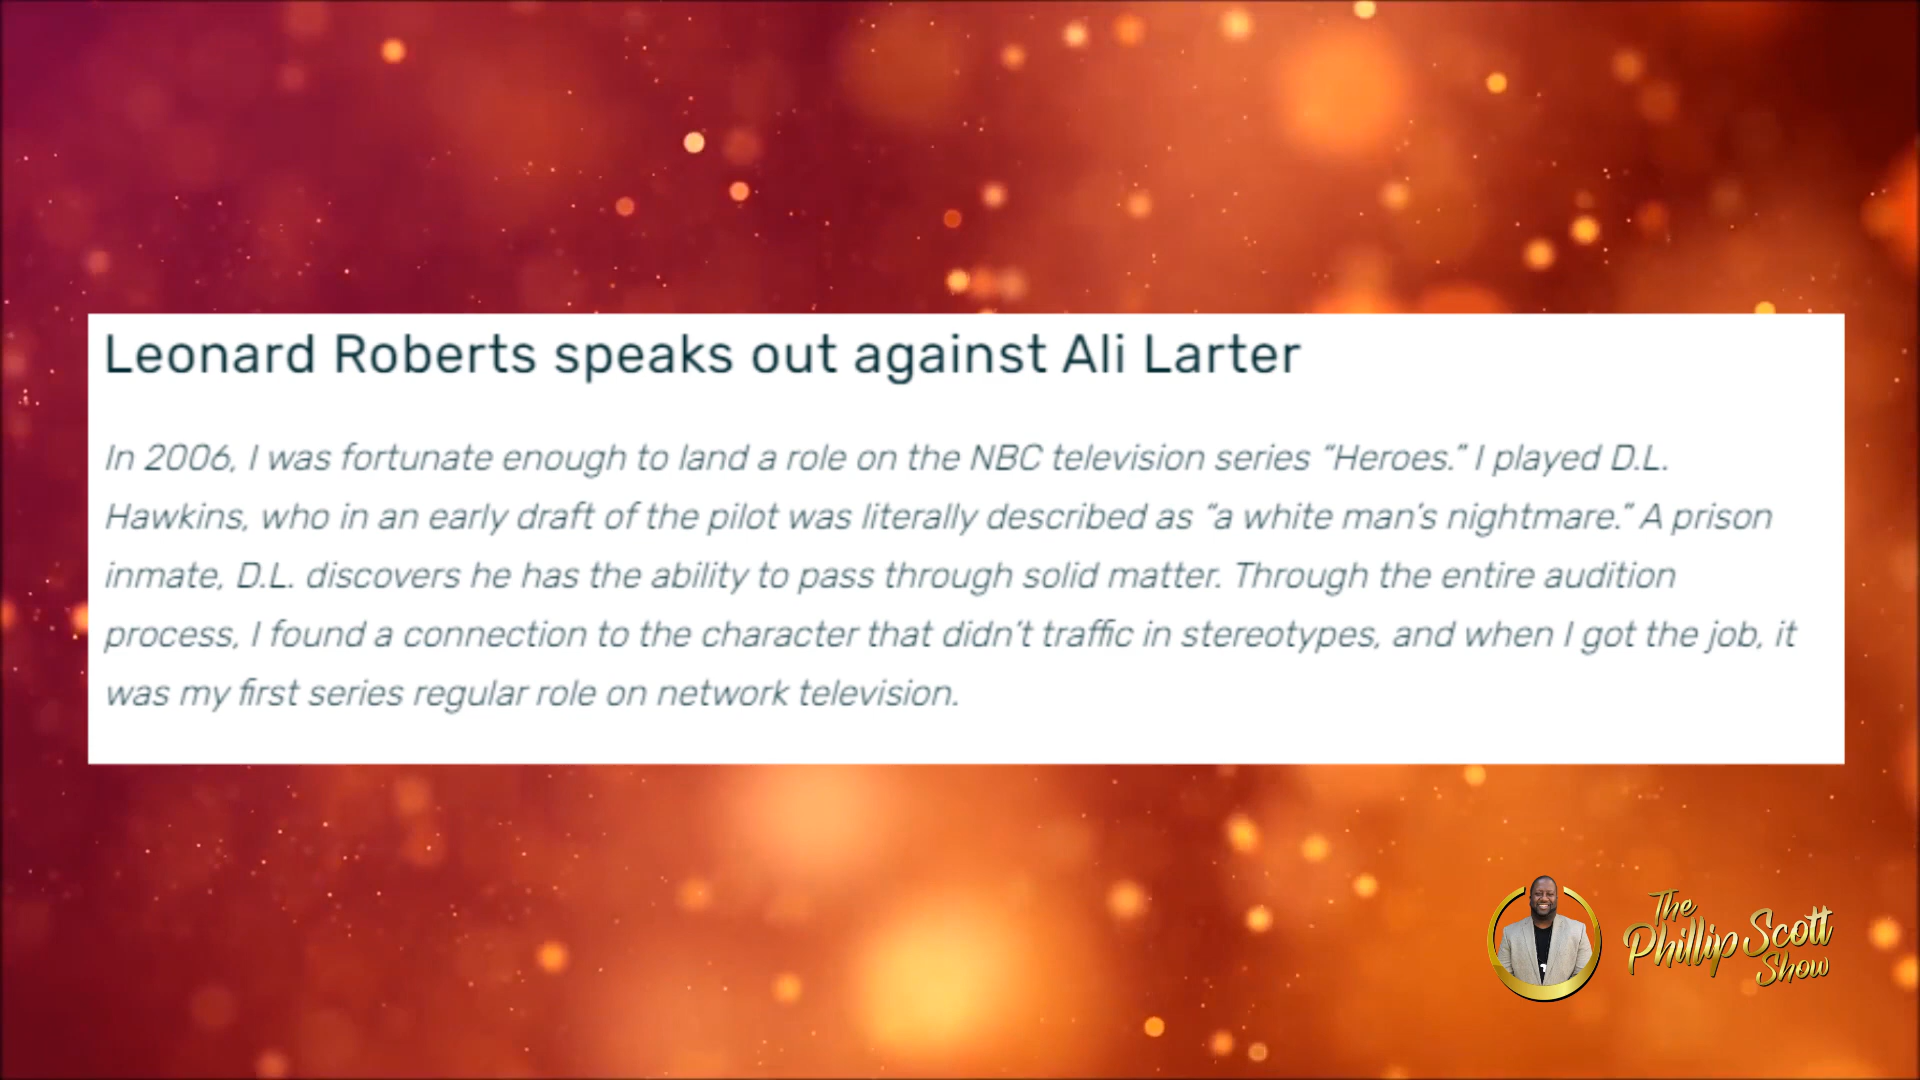 Leonard Roberts speaks out against Ali Larter
In 2006, I was fortunate enough to land a role on the NBC television series “Heroes.” I played D.L.
Hawkins, who in an early draft of the pilot was literally described as “a white man’s nightmare.” A prison
inmate, D.L. discovers he has the ability to pass through solid matter. Through the entire audition
process, I found a connection to the character that didn’t traffic in stereotypes, and when I got the job, it
was my first series regular role on network television.
The
Phillip Scott
Show